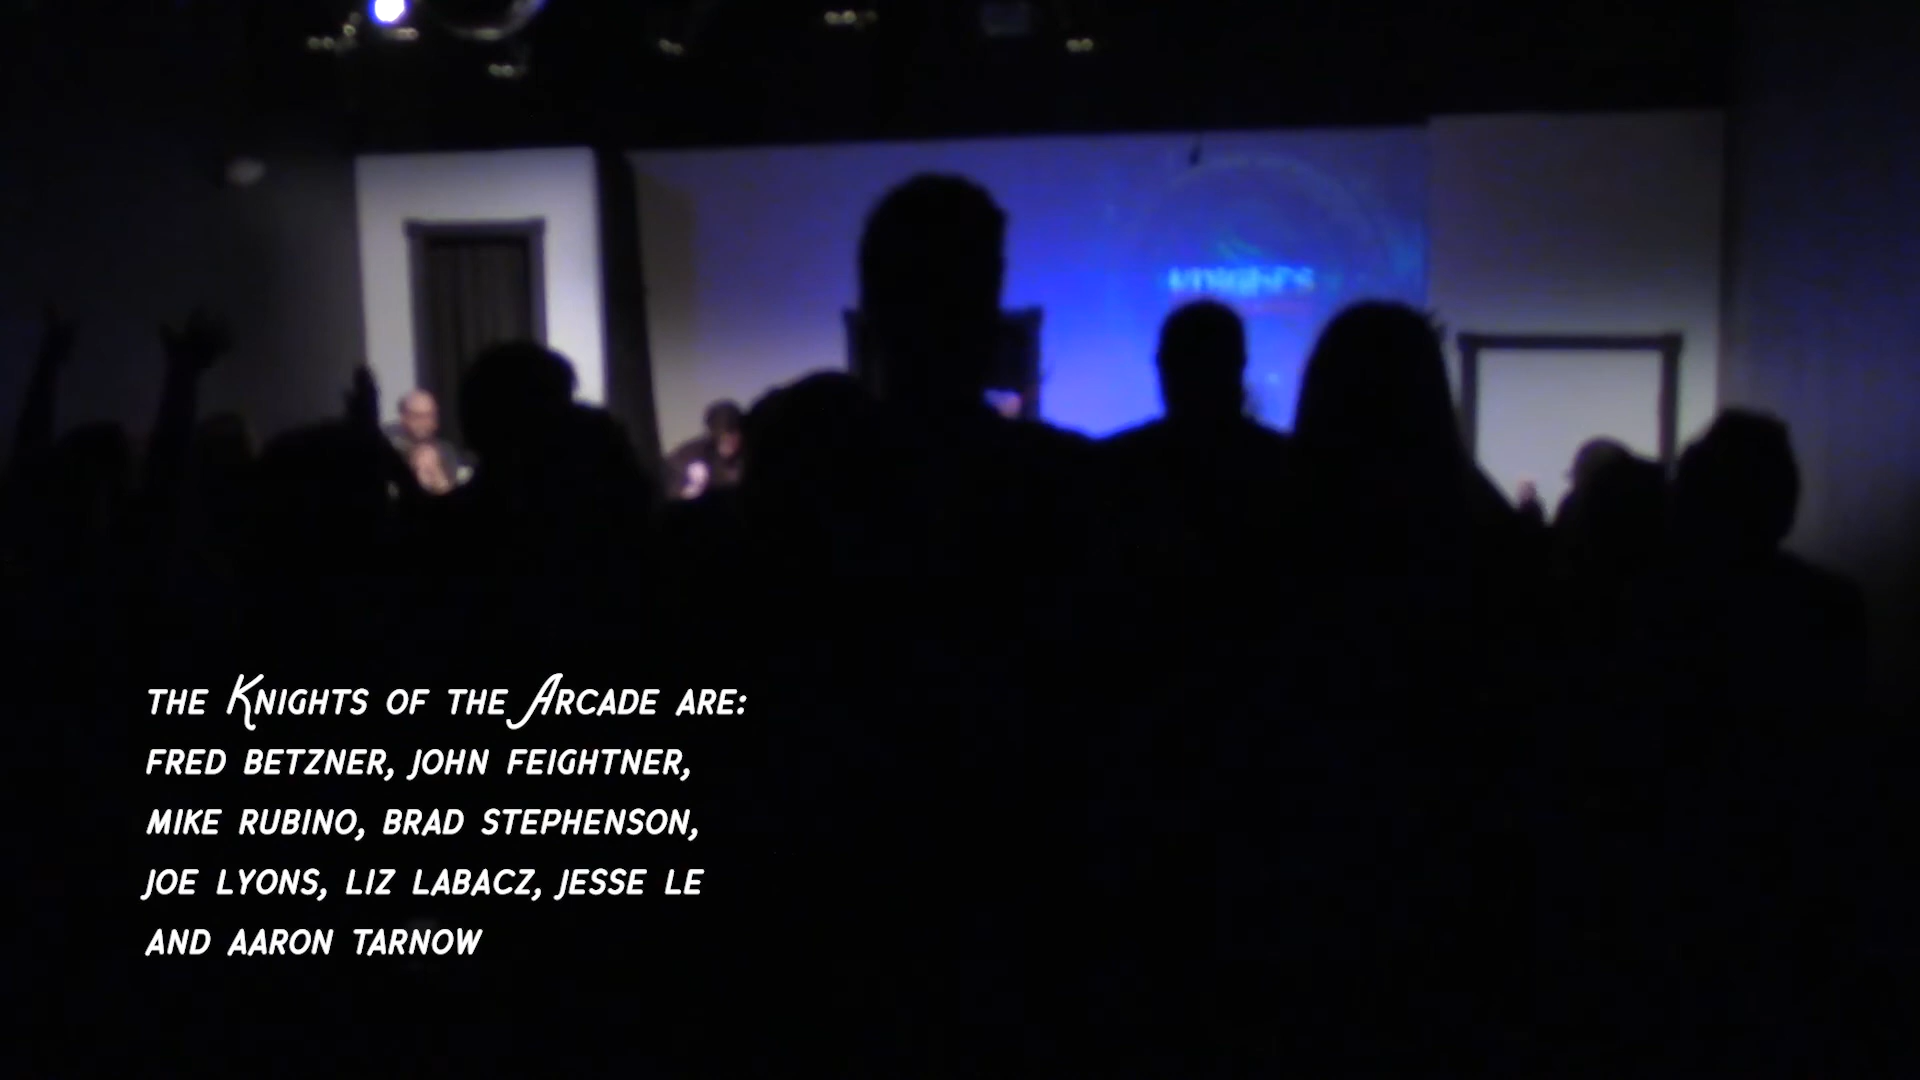 THE KNIGHTS OF THE ARCADE ARE:
FRED BETZNER, JOHN FEIGHTNER,
MIKE RUBINO, BRAD STEPHENSON,
JOE LYONS, LIZ LABACZ, JESSE LE
AND AARON TARNOW
KNIGHTS